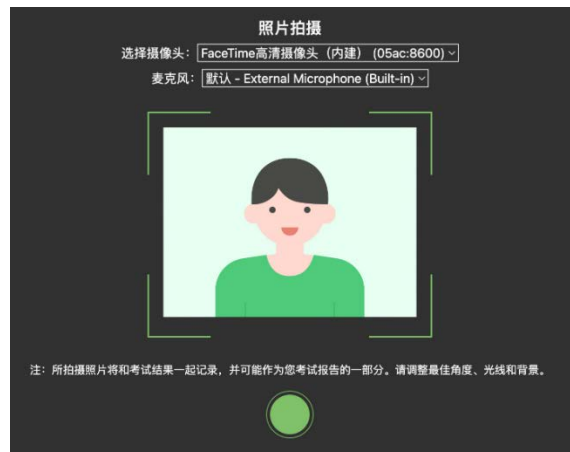 照片拍摄
选择摄像头: FaceTime高清摄像头（内建） (05ac:8600)
麦克风: 默认 - External Microphone (Built-in)
注：所拍摄照片将和考试结果一起记录，并可能作为您考试报告的一部分。请调整最佳角度、光线和背景。